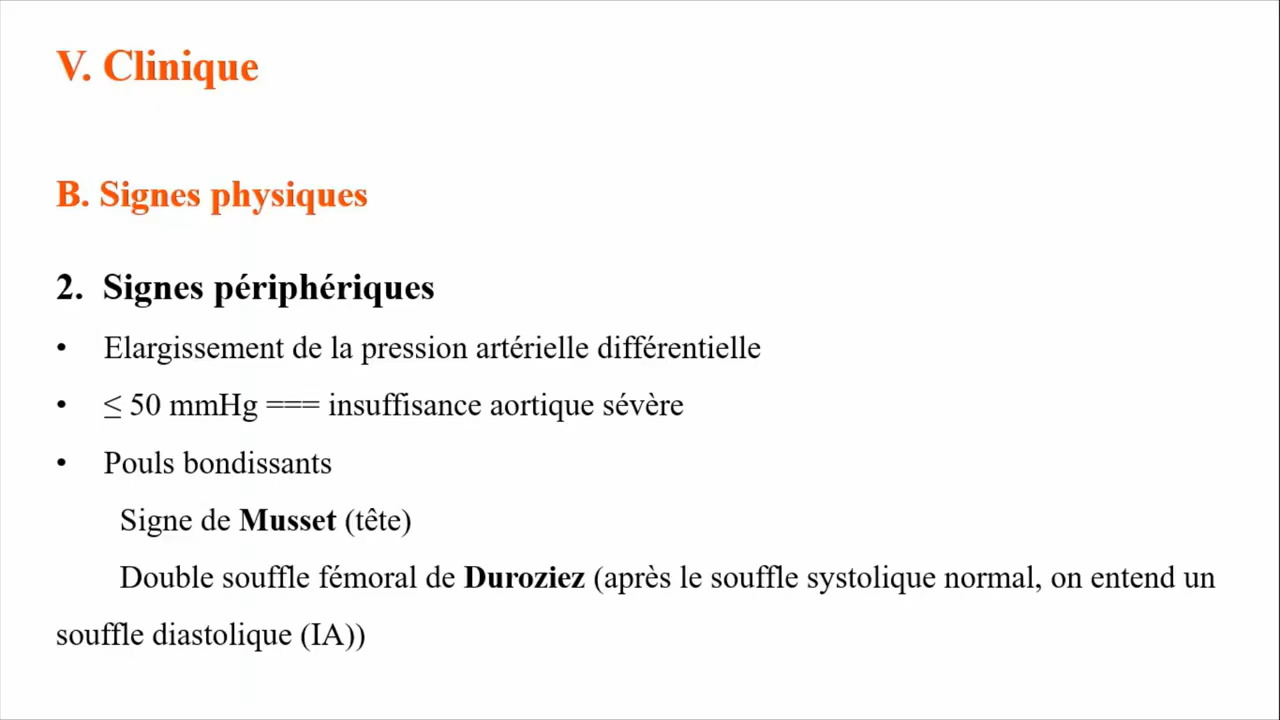 V. Clinique
B. Signes physiques
2. Signes périphériques
• Elargissement de la pression artérielle différentielle
• ≤ 50 mmHg === insuffisance aortique sévère
• Pouls bondissants
Signe de Musset (tête)
Double souffle fémoral de Duroziez (après le souffle systolique normal, on entend un
souffle diastolique (IA))